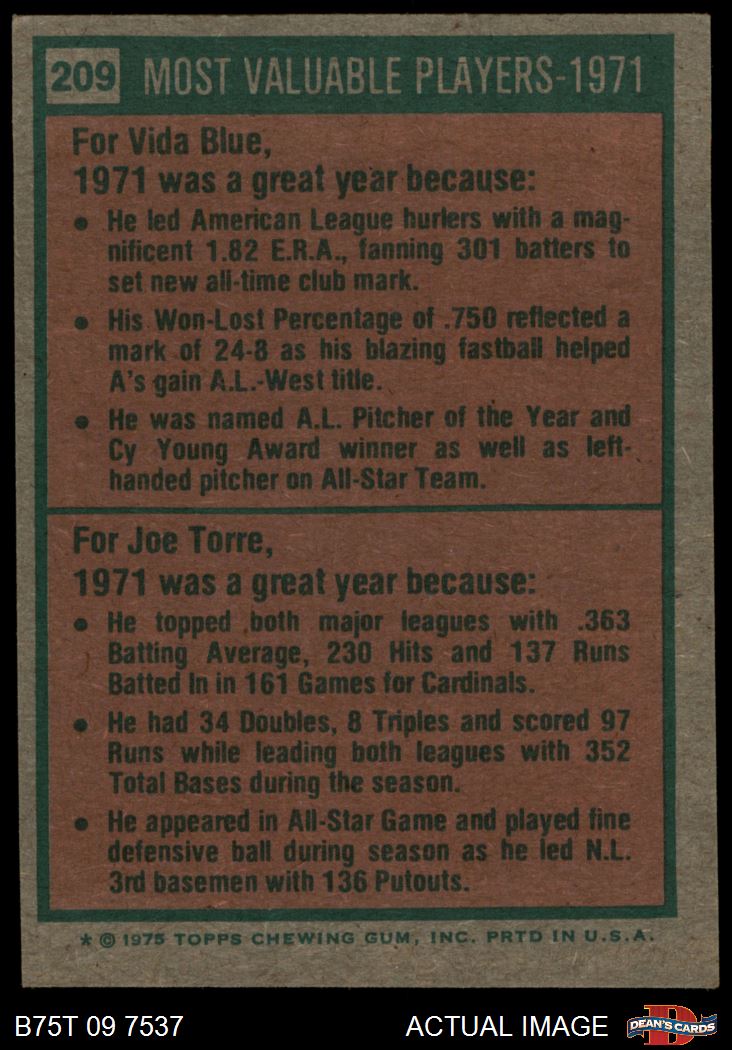 209 MOST VALUABLE PLAYERS-1971
For Vida Blue,
1971 was a great year because:
● He led American League hurlers with a mag-
nificent 1.82 E.R.A., fanning 301 batters to
set new all-time club mark.
● His Won-Lost Percentage of .750 reflected a
mark of 24-8 as his blazing fastball helped
A's gain A.L.-West title.
● He was named A.L. Pitcher of the Year and
Cy Young Award winner as well as left-
handed pitcher on All-Star Team.
For Joe Torre,
1971 was a great year because:
● He topped both major leagues with .363
Batting Average, 230 Hits and 137 Runs
Batted In in 161 Games for Cardinals.
● He had 34 Doubles, 8 Triples and scored 97
Runs while leading both leagues with 352
Total Bases during the season.
● He appeared in All-Star Game and played fine
defensive ball during season as he led N.L.
3rd basemen with 136 Putouts.
* © 1975 TOPPS CHEWING GUM, INC. PRTD IN U.S.A.
B75T 09 7537 ACTUAL IMAGE D DEAN'S CARDS